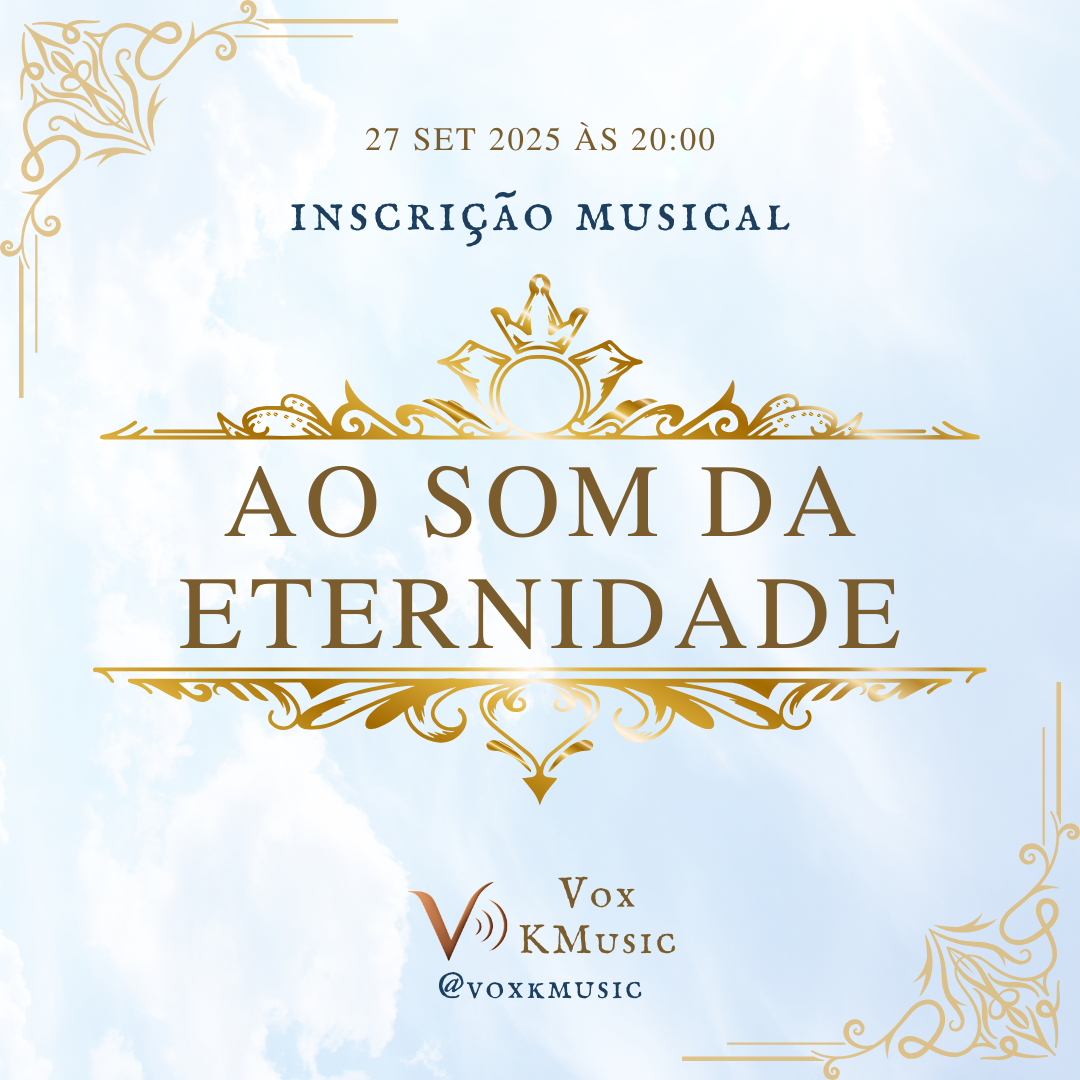 27 SET 2025 ÀS 20:00
INSCRIÇÃO MUSICAL
AO SOM DA
ETERNIDADE
Vox
KMusic
@voxkmusic